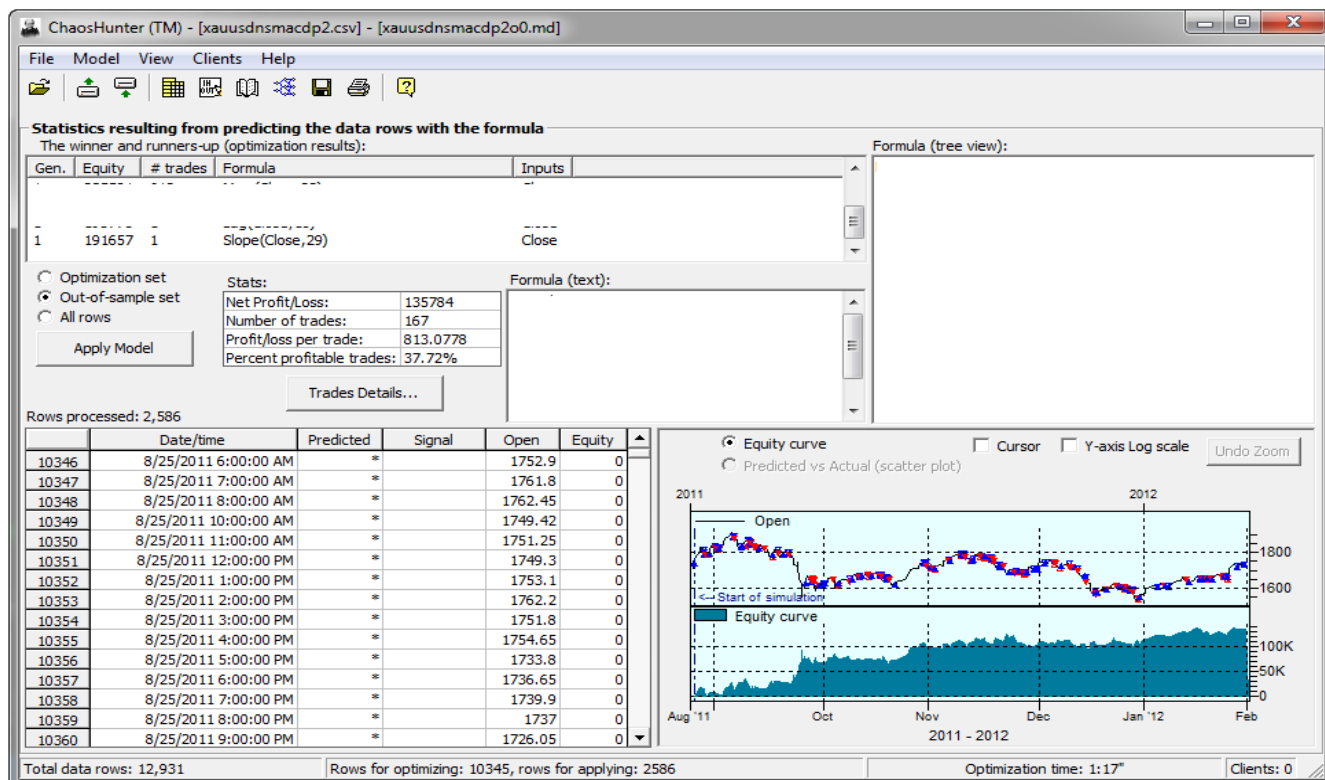 ChaosHunter (TM) - [xauusdnsmacdp2.csv] - [xauusdnsmacdp2o0.md]
File Model View Clients Help
Statistics resulting from predicting the data rows with the formula
The winner and runners-up (optimization results):
Formula (tree view):
Gen. Equity # trades Formula Inputs
1 191657 1 Slope(Close,29) Close
Optimization set
Out-of-sample set
All rows
Apply Model
Stats:
Net Profit/Loss: 135784
Number of trades: 167
Profit/loss per trade: 813.0778
Percent profitable trades: 37.72%
Trades Details...
Formula (text):
Rows processed: 2,586
Date/time Predicted Signal Open Equity
10346 8/25/2011 6:00:00 AM * 1752.9 0
10347 8/25/2011 7:00:00 AM * 1761.8 0
10348 8/25/2011 8:00:00 AM * 1762.45 0
10349 8/25/2011 10:00:00 AM * 1749.42 0
10350 8/25/2011 11:00:00 AM * 1751.25 0
10351 8/25/2011 12:00:00 PM * 1749.3 0
10352 8/25/2011 1:00:00 PM * 1753.1 0
10353 8/25/2011 2:00:00 PM * 1762.2 0
10354 8/25/2011 3:00:00 PM * 1751.8 0
10355 8/25/2011 4:00:00 PM * 1754.65 0
10356 8/25/2011 5:00:00 PM * 1733.8 0
10357 8/25/2011 6:00:00 PM * 1736.65 0
10358 8/25/2011 7:00:00 PM * 1739.9 0
10359 8/25/2011 8:00:00 PM * 1737 0
10360 8/25/2011 9:00:00 PM * 1726.05 0
Equity curve
Predicted vs Actual (scatter plot)
Cursor
Y-axis Log scale
Undo Zoom
2011 2012
Open
1800
1600
<-- Start of simulation
Equity curve
100K
50K
0
Aug '11 Oct Nov Dec Jan '12 Feb
2011 - 2012
Total data rows: 12,931 Rows for optimizing: 10345, rows for applying: 2586 Optimization time: 1:17" Clients: 0